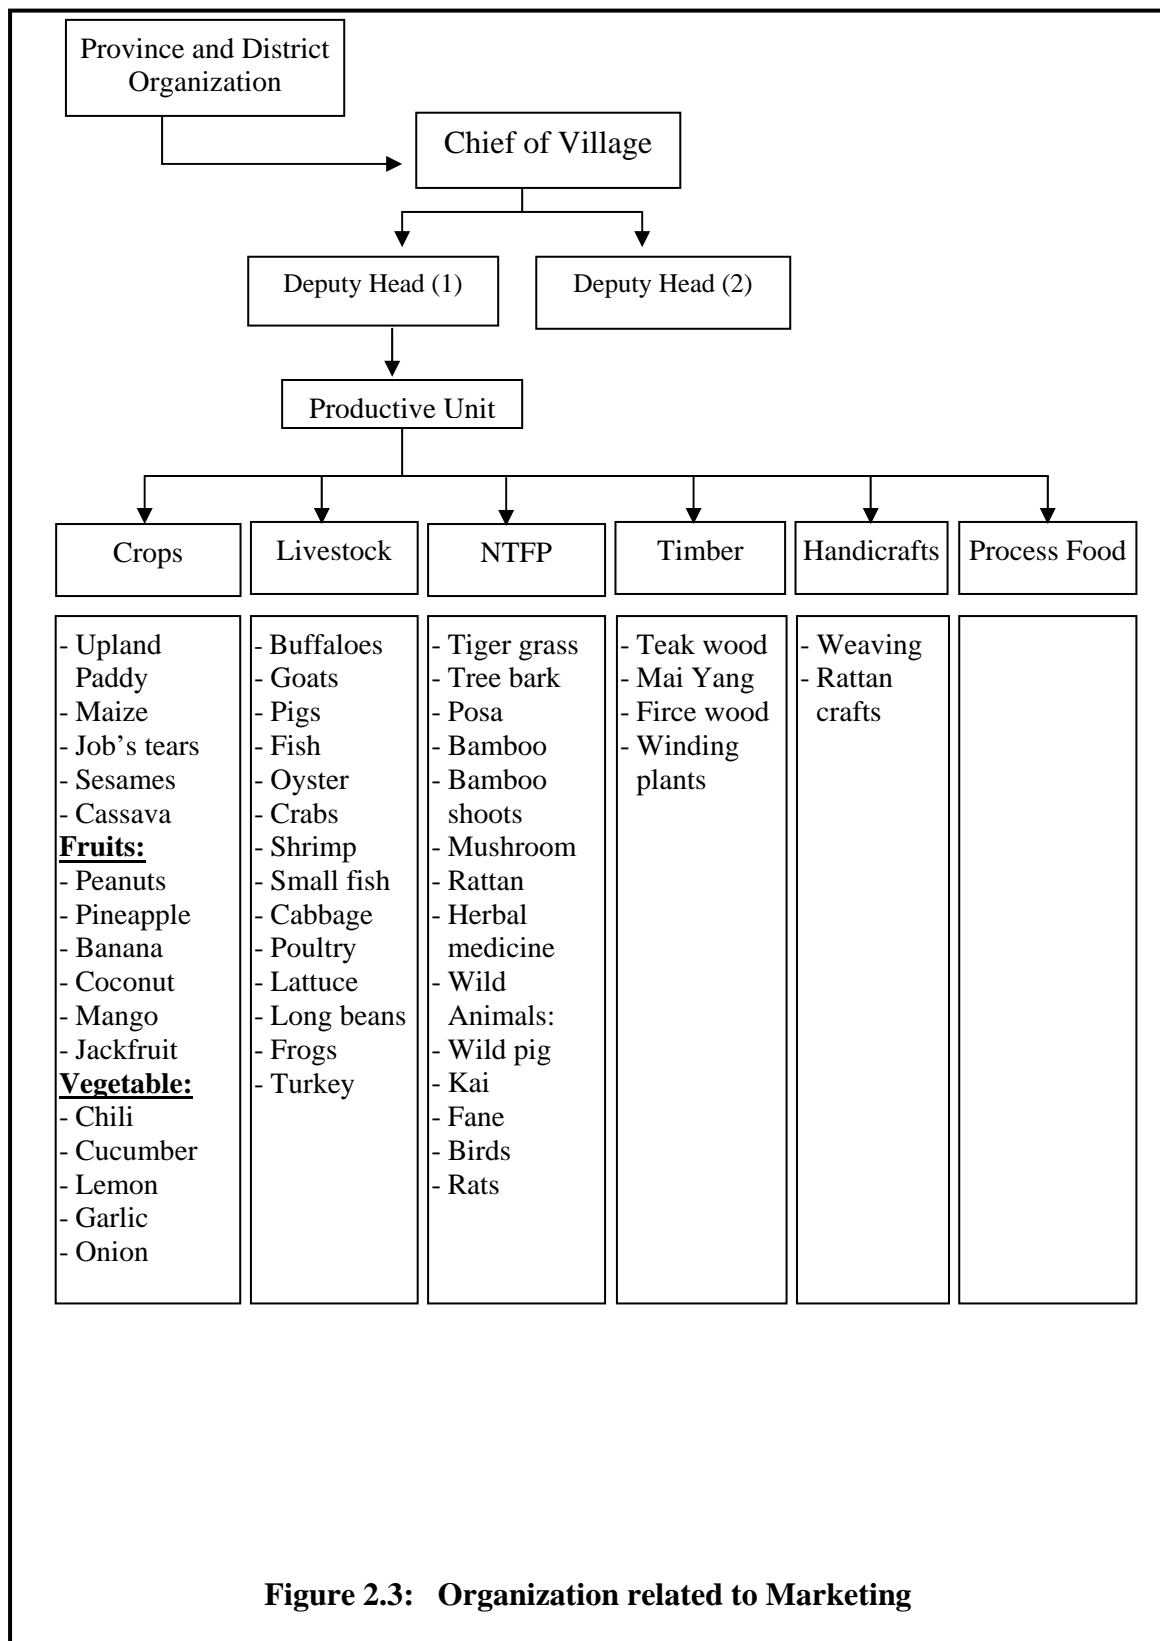 Province and District
Organization
Chief of Village
Deputy Head (1)
Deputy Head (2)
Productive Unit
Crops
Livestock
NTFP
Timber
Handicrafts
Process Food
- Upland
Paddy
- Maize
- Job’s tears
- Sesames
- Cassava
Fruits:
- Peanuts
- Pineapple
- Banana
- Coconut
- Mango
- Jackfruit
Vegetable:
- Chili
- Cucumber
- Lemon
- Garlic
- Onion
- Buffaloes
- Goats
- Pigs
- Fish
- Oyster
- Crabs
- Shrimp
- Small fish
- Cabbage
- Poultry
- Lattuce
- Long beans
- Frogs
- Turkey
- Tiger grass
- Tree bark
- Posa
- Bamboo
- Bamboo
shoots
- Mushroom
- Rattan
- Herbal
medicine
- Wild
Animals:
- Wild pig
- Kai
- Fane
- Birds
- Rats
- Teak wood
- Mai Yang
- Firce wood
- Winding
plants
- Weaving
- Rattan
crafts
Figure 2.3: Organization related to Marketing